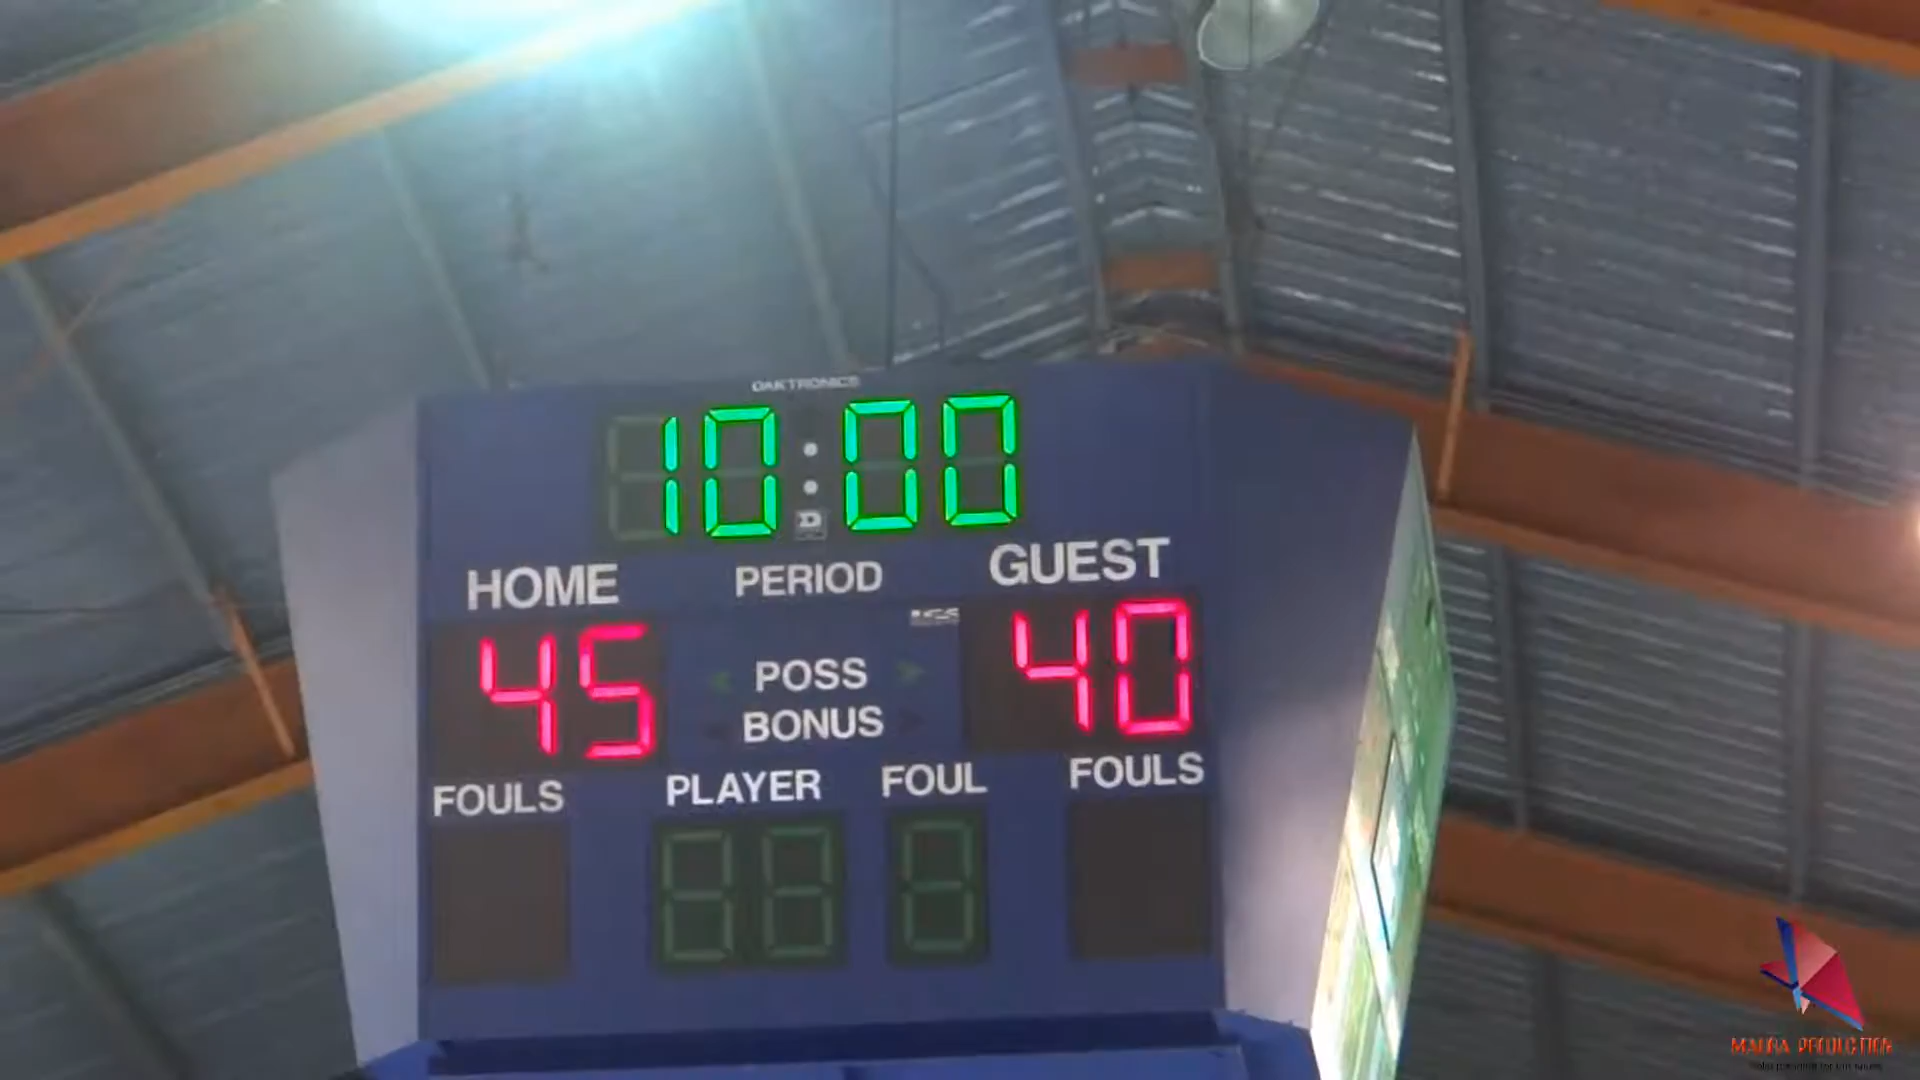 DAKTRONICS
10:00
HOME PERIOD GUEST
45 POSS 40
BONUS
FOULS PLAYER FOUL FOULS